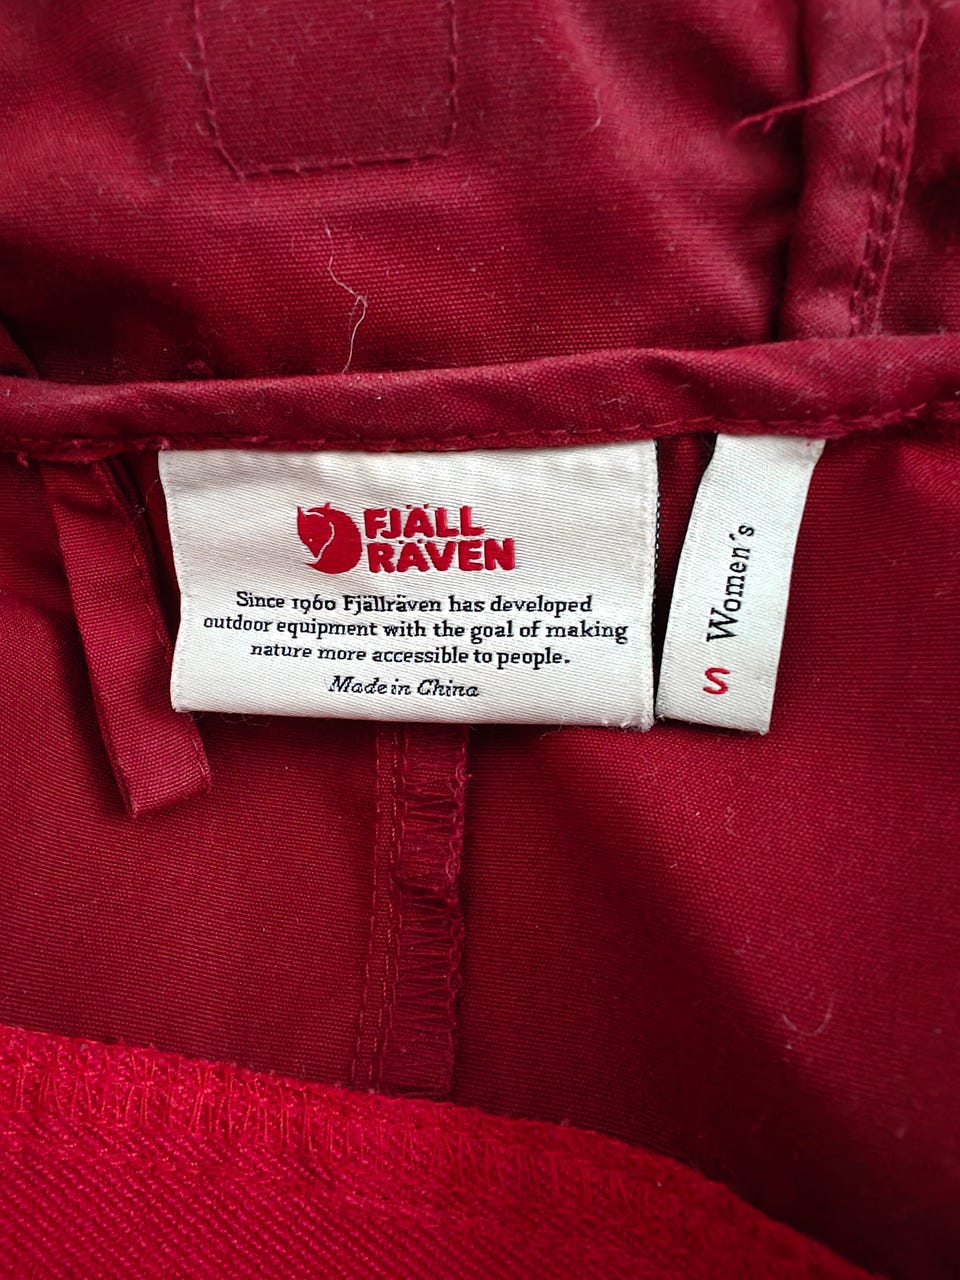 FJÄLL
RÄVEN
Since 1960 Fjällräven has developed
outdoor equipment with the goal of making
nature more accessible to people.
Made in China
Women's
S